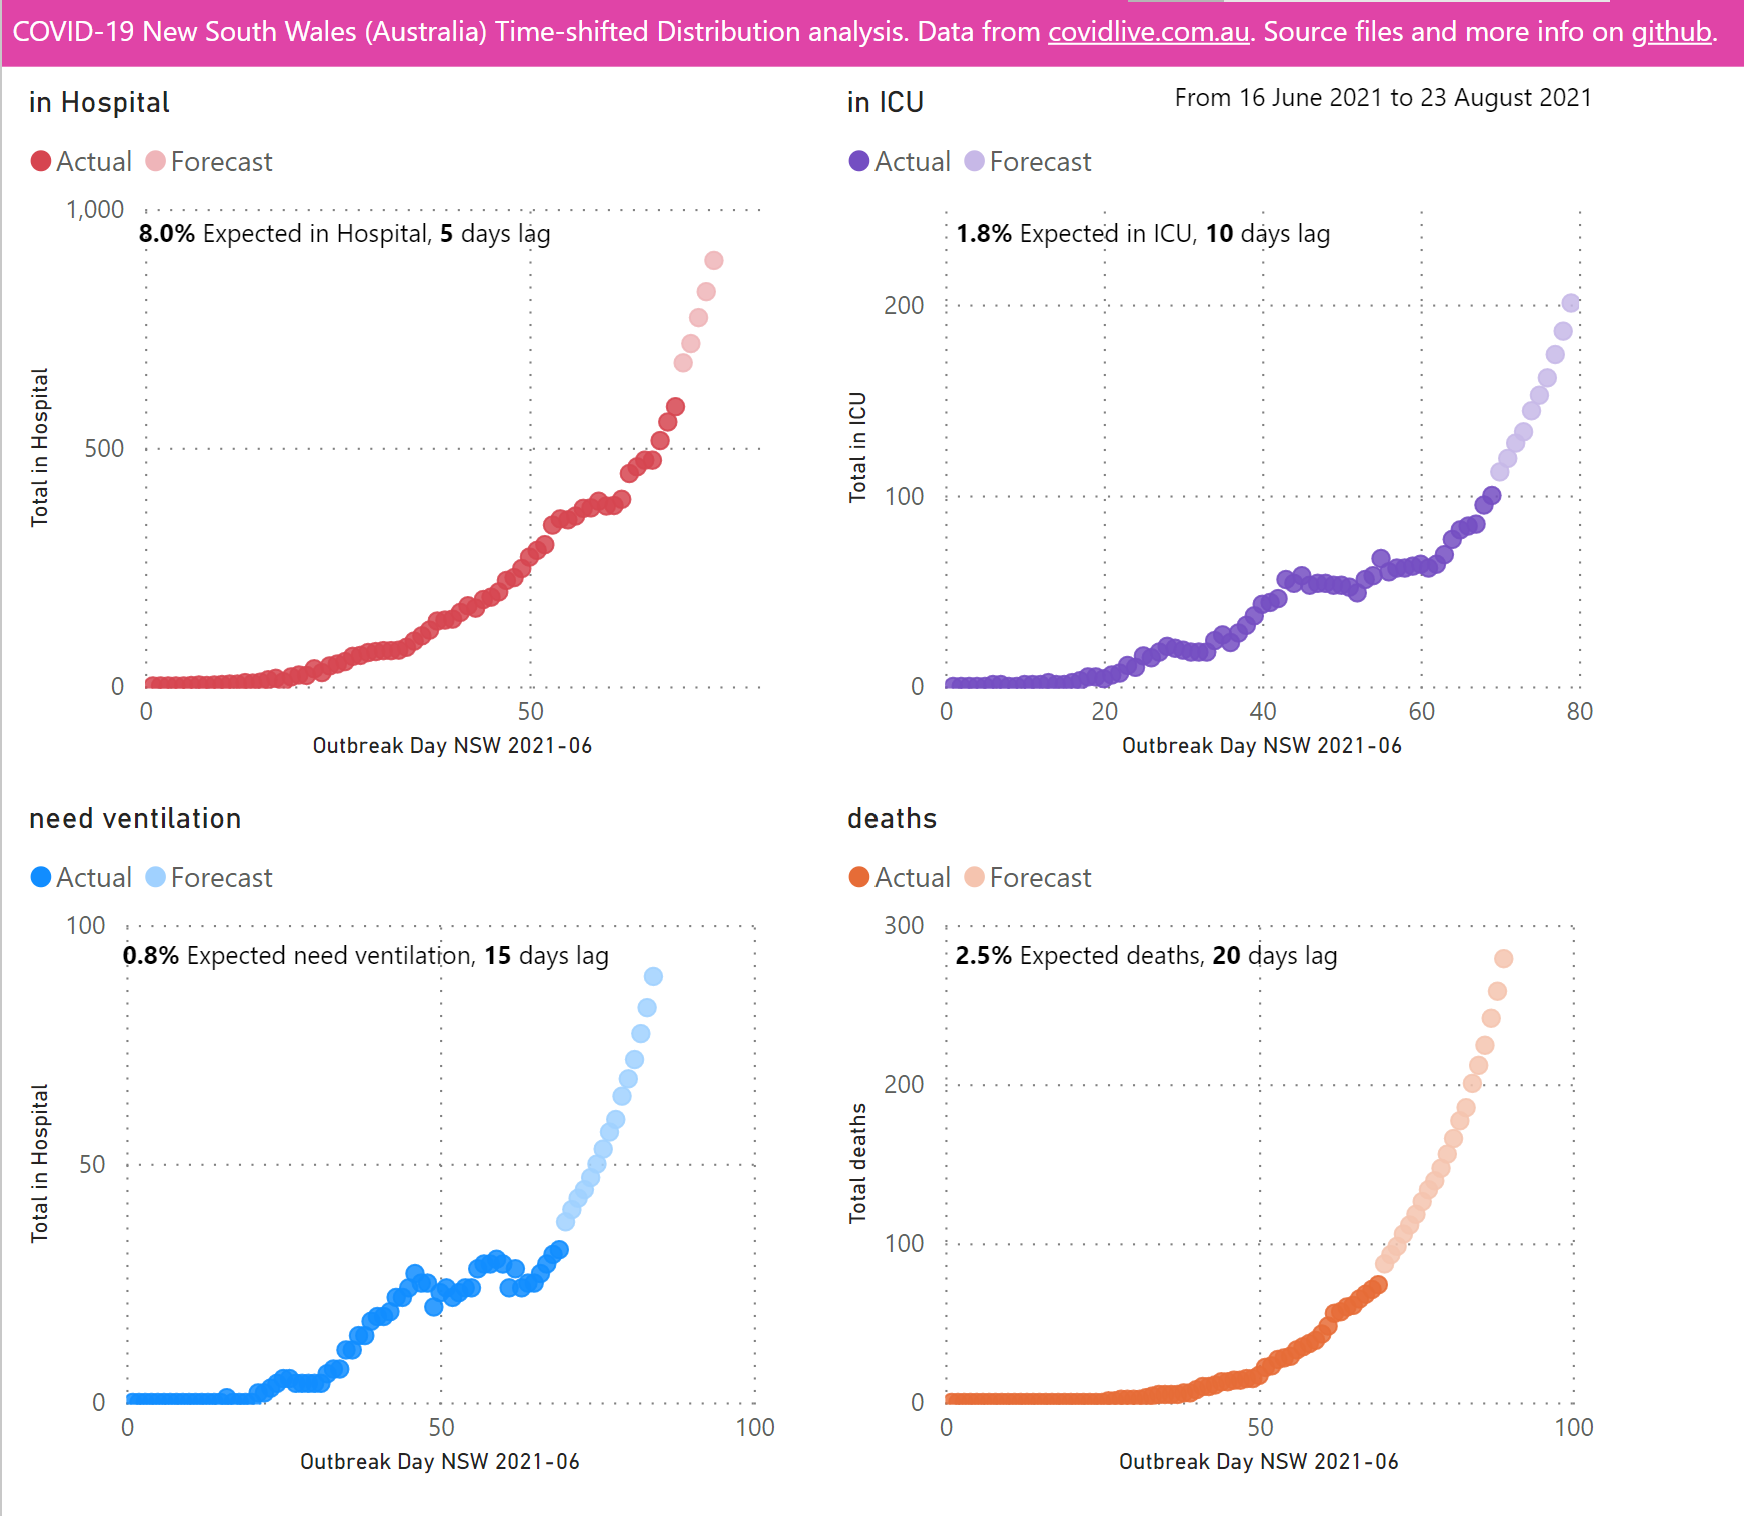 COVID-19 New South Wales (Australia) Time-shifted Distribution analysis. Data from covidlive.com.au. Source files and more info on github.
in Hospital
Actual Forecast
1,000
8.0% Expected in Hospital, 5 days lag
500
0
Total in Hospital
0 50
Outbreak Day NSW 2021-06
in ICU
From 16 June 2021 to 23 August 2021
Actual Forecast
1.8% Expected in ICU, 10 days lag
200
100
0
Total in ICU
0 20 40 60 80
Outbreak Day NSW 2021-06
need ventilation
Actual Forecast
100
0.8% Expected need ventilation, 15 days lag
50
0
Total in Hospital
0 50 100
Outbreak Day NSW 2021-06
deaths
Actual Forecast
300
2.5% Expected deaths, 20 days lag
200
100
0
Total deaths
0 50 100
Outbreak Day NSW 2021-06